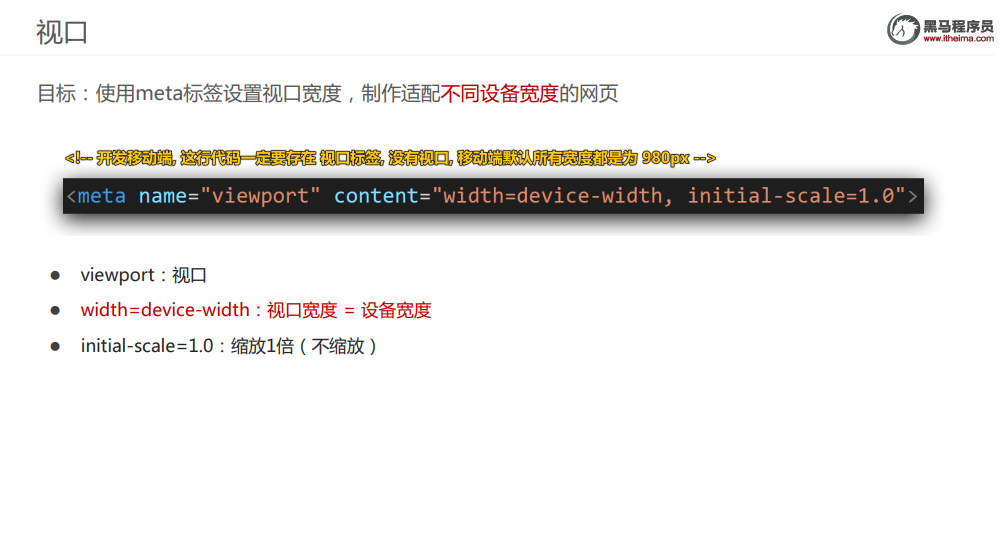 视口
黑马程序员
www.itheima.com
目标：使用meta标签设置视口宽度，制作适配不同设备宽度的网页
<!-- 开发移动端, 这行代码一定要存在 视口标签, 没有视口, 移动端默认所有宽度都是为 980px -->
<meta name="viewport" content="width=device-width, initial-scale=1.0">
● viewport：视口
● width=device-width：视口宽度 = 设备宽度
● initial-scale=1.0：缩放1倍（不缩放）